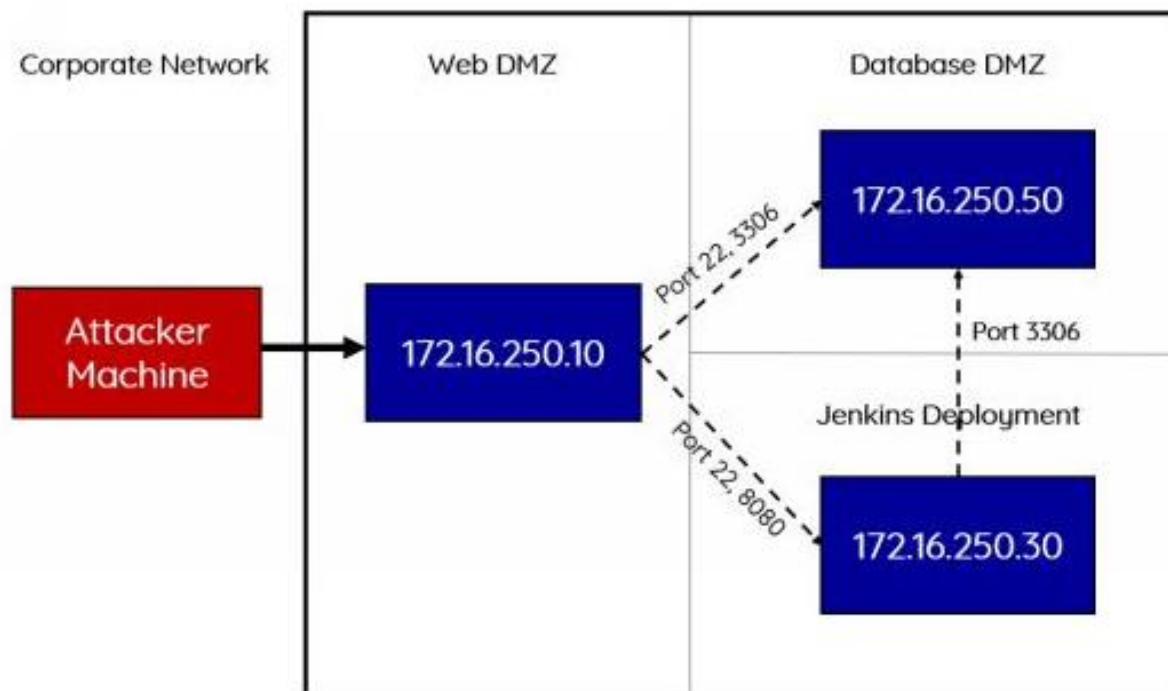 Corporate Network
Web DMZ
Database DMZ
172.16.250.50
Port 22, 3306
Attacker
Machine
172.16.250.10
Port 3306
Jenkins Deployment
Port 22, 8080
172.16.250.30